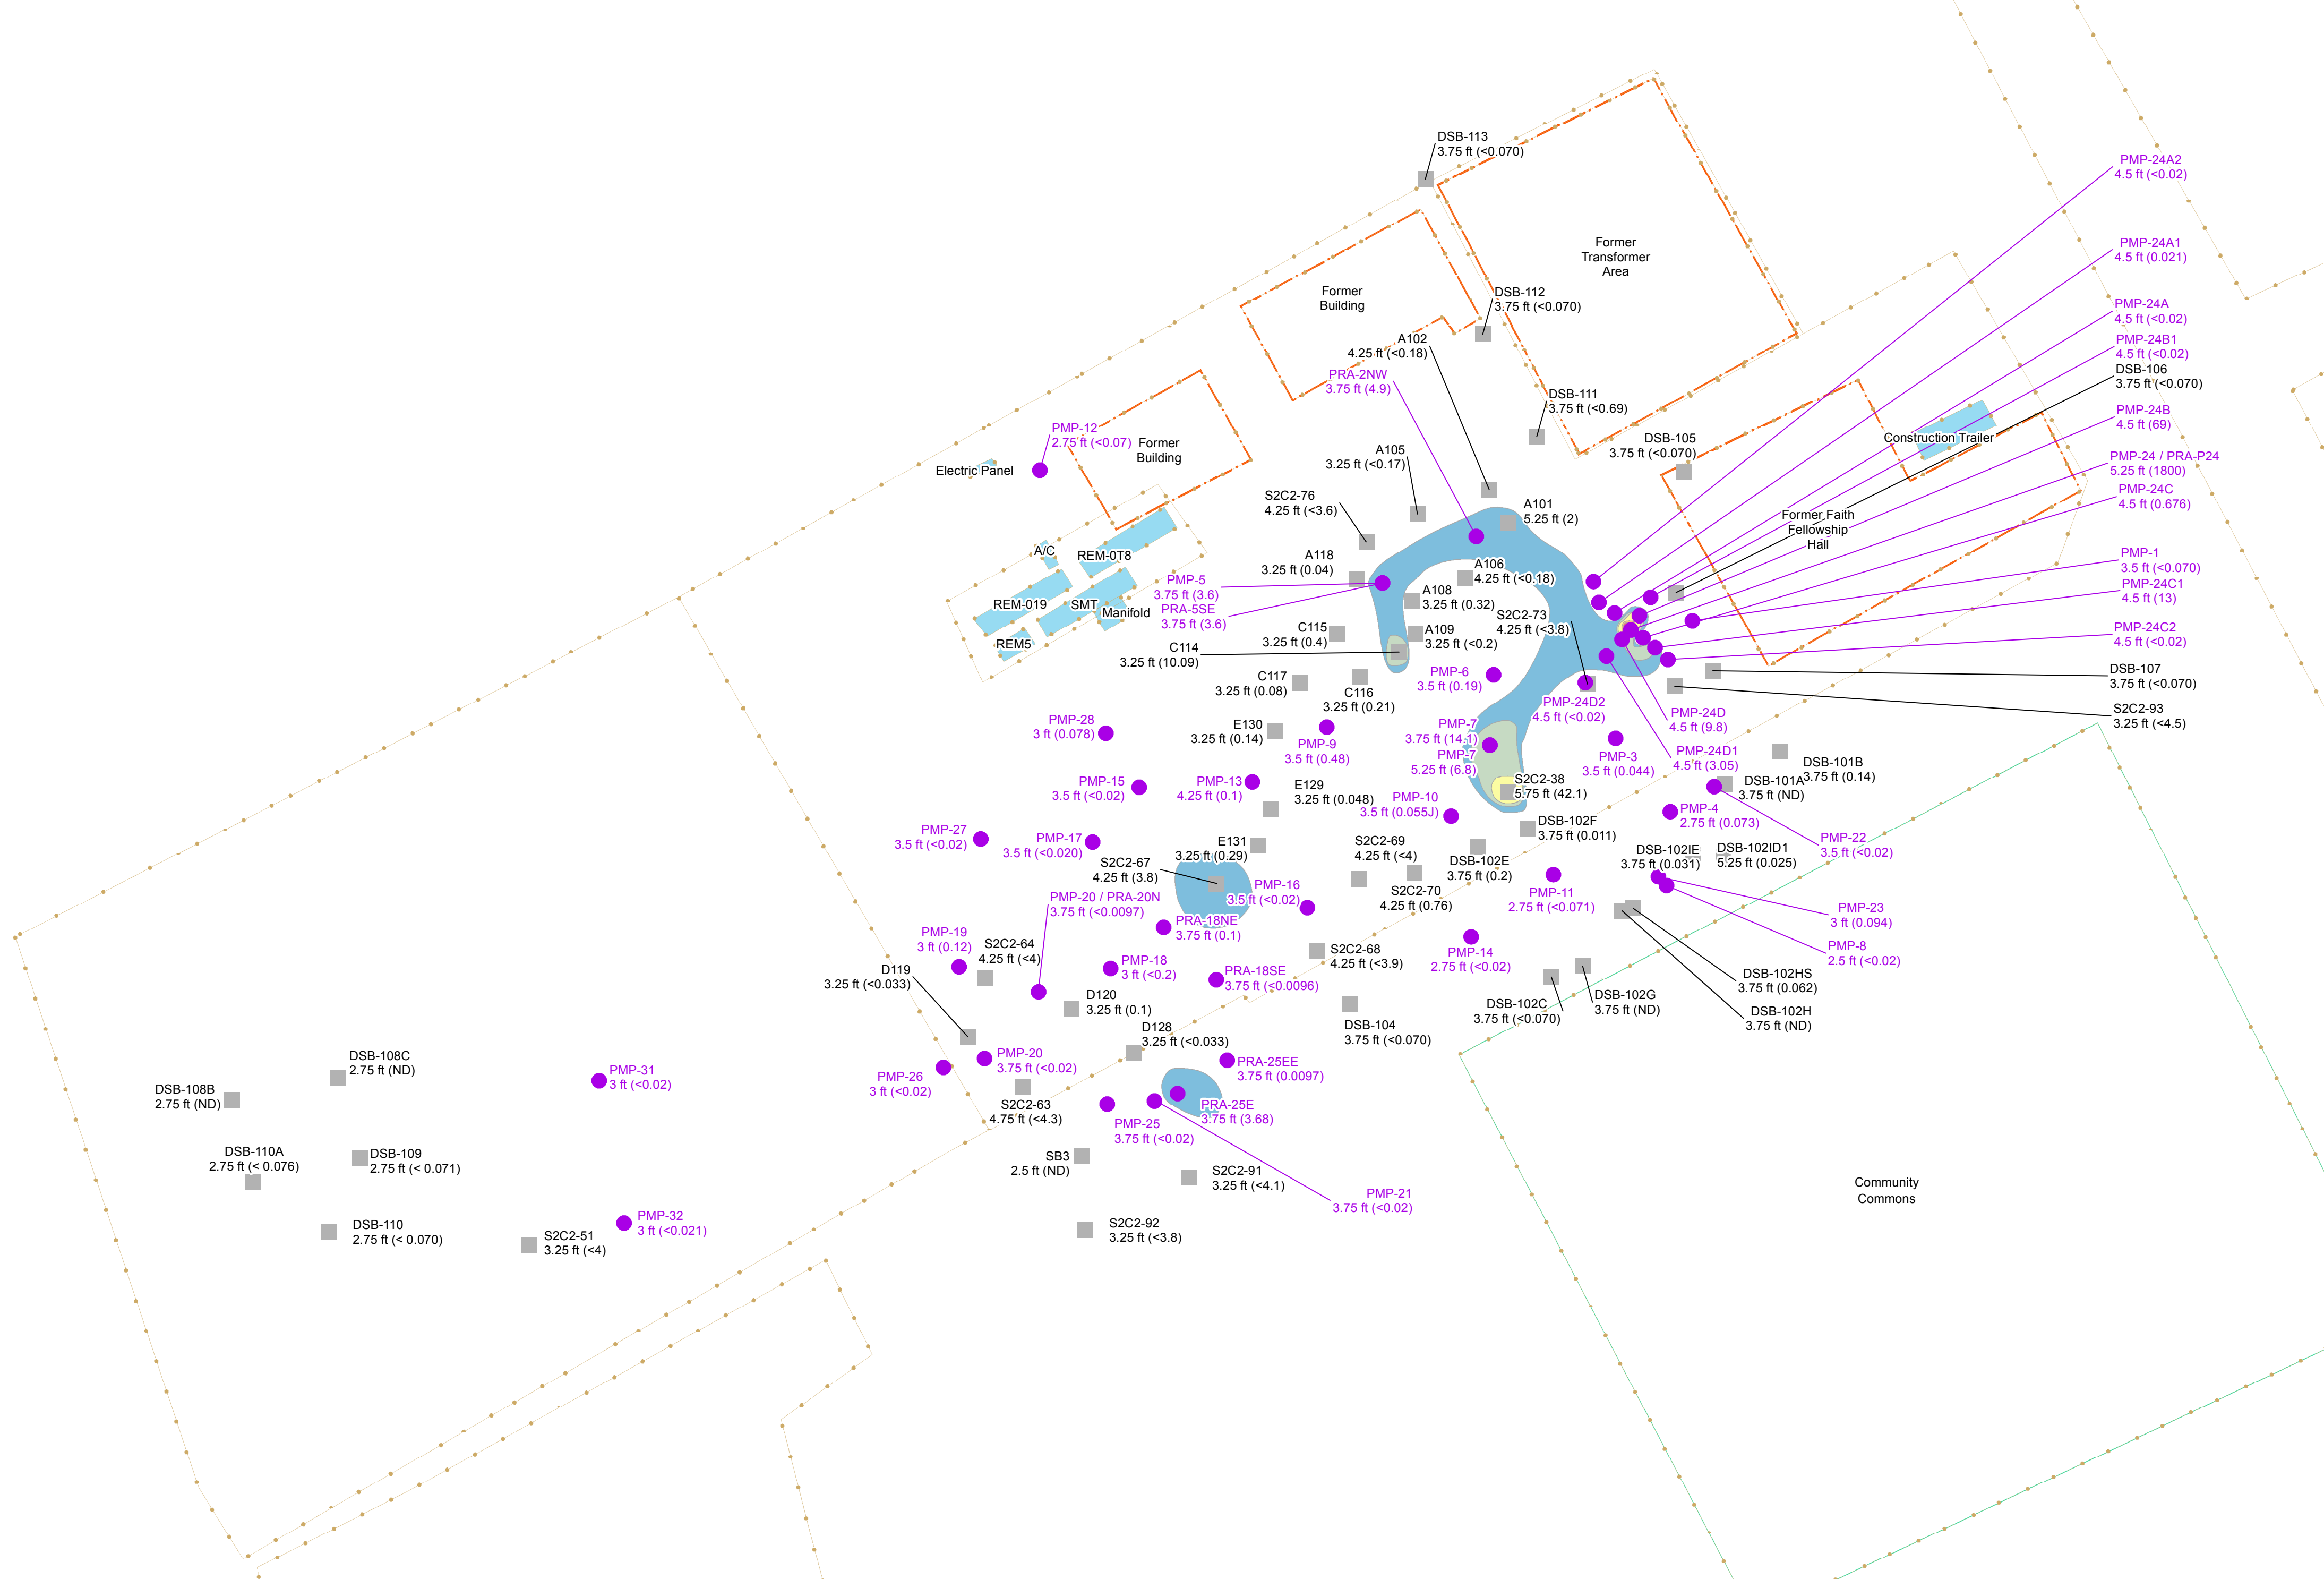 DSB-113
3.75 ft (<0.070)
PMP-24A2
4.5 ft (<0.02)
Former
Transformer
Area
PMP-24A1
4.5 ft (0.021)
Former
Building
DSB-112
3.75 ft (<0.070)
PMP-24A
4.5 ft (<0.02)
A102
4.25 ft (<0.18)
PMP-24B1
4.5 ft (<0.02)
PRA-2NW
3.75 ft (4.9)
DSB-106
3.75 ft (<0.070)
DSB-111
3.75 ft (<0.69)
PMP-24B
4.5 ft (69)
PMP-12
2.75 ft (<0.07)
Former
Building
Electric Panel
A105
3.25 ft (<0.17)
DSB-105
3.75 ft (<0.070)
Construction Trailer
PMP-24 / PRA-P24
5.25 ft (1800)
PMP-24C
4.5 ft (0.676)
S2C2-76
4.25 ft (<3.6)
A101
5.25 ft (2)
Former Faith
Fellowship
Hall
A/C
REM-0T8
A118
3.25 ft (0.04)
A106
4.25 ft (<0.18)
PMP-1
3.5 ft (<0.070)
PMP-5
3.75 ft (3.6)
PRA-5SE
3.75 ft (3.6)
A108
3.25 ft (0.32)
PMP-24C1
4.5 ft (13)
REM-019
SMT
Manifold
REM5
S2C2-73
4.25 ft (<3.8)
C115
3.25 ft (0.4)
A109
3.25 ft (<0.2)
PMP-24C2
4.5 ft (<0.02)
C114
3.25 ft (10.09)
C117
3.25 ft (0.08)
C116
3.25 ft (0.21)
PMP-6
3.5 ft (0.19)
DSB-107
3.75 ft (<0.070)
PMP-24D2
4.5 ft (<0.02)
PMP-24D
4.5 ft (9.8)
S2C2-93
3.25 ft (<4.5)
PMP-28
3 ft (0.078)
E130
3.25 ft (0.14)
PMP-9
3.5 ft (0.48)
PMP-7
3.75 ft (14.1)
PMP-7
5.25 ft (6.8)
PMP-3
3.5 ft (0.044)
PMP-24D1
4.5 ft (3.05)
DSB-101B
3.75 ft (0.14)
PMP-15
3.5 ft (<0.02)
PMP-13
4.25 ft (0.1)
E129
3.25 ft (0.048)
S2C2-38
5.75 ft (42.1)
DSB-101A
3.75 ft (ND)
PMP-10
3.5 ft (0.055J)
PMP-4
2.75 ft (0.073)
PMP-27
3.5 ft (<0.02)
PMP-17
3.5 ft (<0.020)
E131
3.25 ft (0.29)
S2C2-69
4.25 ft (<4)
DSB-102F
3.75 ft (0.011)
PMP-22
3.5 ft (<0.02)
S2C2-67
4.25 ft (3.8)
DSB-102E
3.75 ft (0.2)
DSB-102IE
3.75 ft (0.031)
DSB-102ID1
5.25 ft (0.025)
PMP-20 / PRA-20N
3.75 ft (<0.0097)
PMP-16
3.5 ft (<0.02)
S2C2-70
4.25 ft (0.76)
PMP-11
2.75 ft (<0.071)
PMP-23
3 ft (0.094)
PRA-18NE
3.75 ft (0.1)
PMP-19
3 ft (0.12)
S2C2-64
4.25 ft (<4)
S2C2-68
4.25 ft (<3.9)
PMP-14
2.75 ft (<0.02)
PMP-8
2.5 ft (<0.02)
D119
3.25 ft (<0.033)
PMP-18
3 ft (<0.2)
PRA-18SE
3.75 ft (<0.0096)
DSB-102HS
3.75 ft (0.062)
D120
3.25 ft (0.1)
DSB-102C
3.75 ft (<0.070)
DSB-102G
3.75 ft (ND)
DSB-102H
3.75 ft (ND)
D128
3.25 ft (<0.033)
DSB-104
3.75 ft (<0.070)
DSB-108C
2.75 ft (ND)
PMP-31
3 ft (<0.02)
PMP-26
3 ft (<0.02)
PMP-20
3.75 ft (<0.02)
PRA-25EE
3.75 ft (0.0097)
DSB-108B
2.75 ft (ND)
S2C2-63
4.75 ft (<4.3)
PMP-25
3.75 ft (<0.02)
PRA-25E
3.75 ft (3.68)
DSB-110A
2.75 ft (< 0.076)
DSB-109
2.75 ft (< 0.071)
SB3
2.5 ft (ND)
S2C2-91
3.25 ft (<4.1)
PMP-21
3.75 ft (<0.02)
Community
Commons
DSB-110
2.75 ft (< 0.070)
S2C2-51
3.25 ft (<4)
PMP-32
3 ft (<0.021)
S2C2-92
3.25 ft (<3.8)